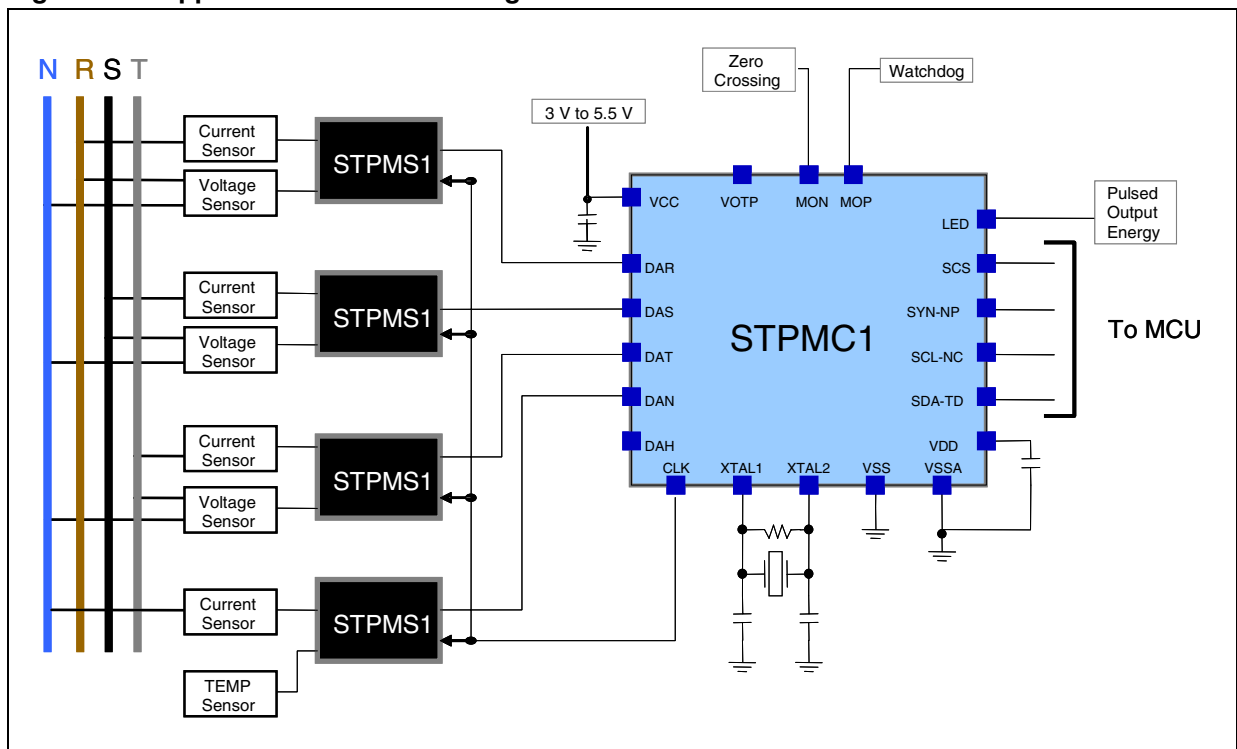 N R S T
Current
Sensor
Voltage
Sensor
STPMS1
Current
Sensor
Voltage
Sensor
STPMS1
Current
Sensor
Voltage
Sensor
STPMS1
Current
Sensor
TEMP
Sensor
STPMS1
3 V to 5.5 V
Zero
Crossing
Watchdog
VCC
VOTP
MON
MOP
LED
Pulsed
Output
Energy
DAR
DAS
DAT
DAN
DAH
STPMC1
SCS
SYN-NP
SCL-NC
SDA-TD
VDD
To MCU
CLK
XTAL1
XTAL2
VSS
VSSA